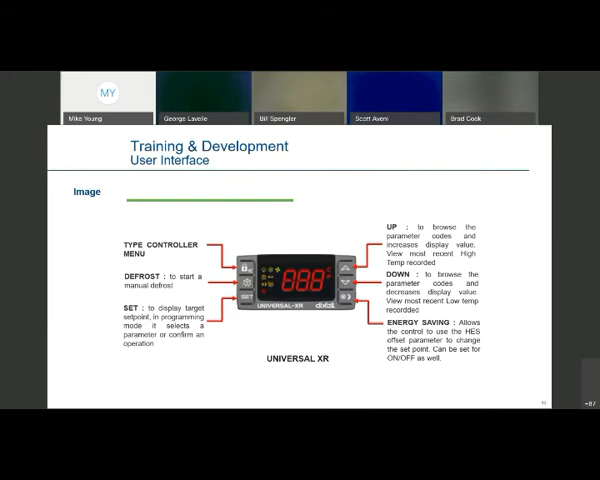 MY
Mike Young
George Lavelle
Bill Spengler
Scott Aveni
Brad Cook
Training & Development
User Interface
Image
TYPE CONTROLLER
MENU
DEFROST : to start a
manual defrost
SET : to display target
setpoint, in programming
mode it selects a
parameter or confirm an
operation
SET
UNIVERSAL-XR
dixell
UNIVERSAL XR
UP : to browse the
parameter codes and
increases display value.
View most recent High
Temp recorded
DOWN : to browse the
parameter codes and
decreases display value.
View most recent Low temp
recordded
ENERGY SAVING : Allows
the control to use the HES
offset parameter to change
the set point. Can be set for
ON/OFF as well.
+87